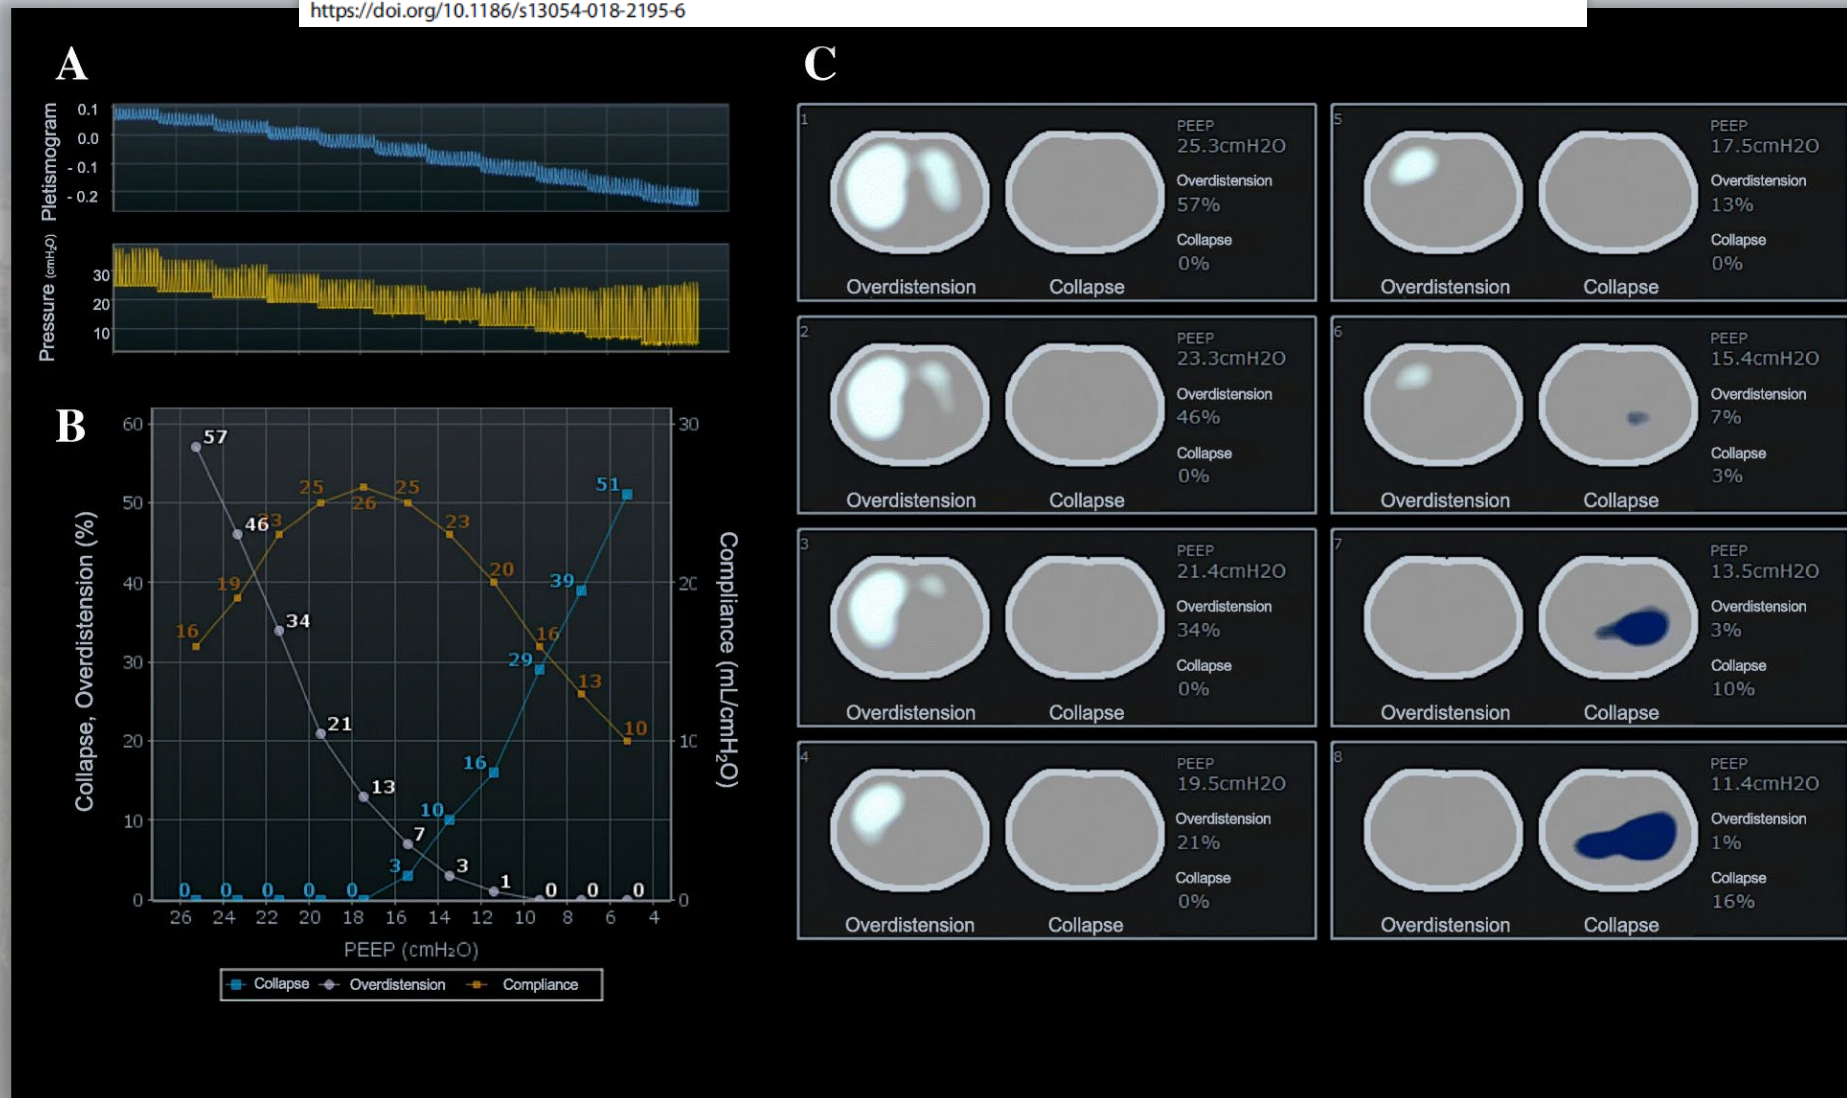 https://doi.org/10.1186/s13054-018-2195-6
A
Pletismogram
0.1
0.0
- 0.1
- 0.2
Pressure (cmH2O)
30
20
10
B
Collapse, Overdistension (%)
60
50
40
30
20
10
0
57
46
34
21
13
7
3
1
0
0
0
16
19
23
25
26
25
23
20
16
13
10
0
0
0
0
0
3
10
16
29
39
51
30
20
10
0
Compliance (mL/cmH2O)
26 24 22 20 18 16 14 12 10 8 6 4
PEEP (cmH₂O)
Collapse Overdistension Compliance
C
1
PEEP
25.3cmH2O
Overdistension
57%
Collapse
0%
Overdistension Collapse
2
PEEP
23.3cmH2O
Overdistension
46%
Collapse
0%
Overdistension Collapse
3
PEEP
21.4cmH2O
Overdistension
34%
Collapse
0%
Overdistension Collapse
4
PEEP
19.5cmH2O
Overdistension
21%
Collapse
0%
Overdistension Collapse
5
PEEP
17.5cmH2O
Overdistension
13%
Collapse
0%
Overdistension Collapse
6
PEEP
15.4cmH2O
Overdistension
7%
Collapse
3%
Overdistension Collapse
7
PEEP
13.5cmH2O
Overdistension
3%
Collapse
10%
Overdistension Collapse
8
PEEP
11.4cmH2O
Overdistension
1%
Collapse
16%
Overdistension Collapse